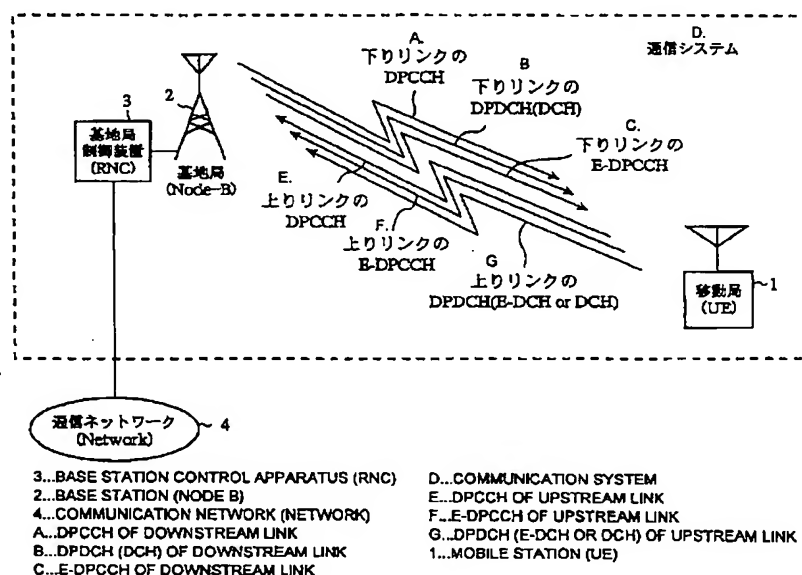 A.
下りリンクの
DPCCH
B
下りリンクの
DPDCH(DCH)
C.
下りリンクの
E-DPCCH
D.
通信システム
3
基地局
制御装置
(RNC)
2
基地局
(Node-B)
E.
上りリンクの
DPCCH
F.
上りリンクの
E-DPCCH
G
上りリンクの
DPDCH(E-DCH or DCH)
移動局
(UE)
1
通信ネットワーク
(Network)
4
3...BASE STATION CONTROL APPARATUS (RNC)
2...BASE STATION (NODE B)
4...COMMUNICATION NETWORK (NETWORK)
A...DPCCH OF DOWNSTREAM LINK
B...DPDCH (DCH) OF DOWNSTREAM LINK
C...E-DPCCH OF DOWNSTREAM LINK
D...COMMUNICATION SYSTEM
E...DPCCH OF UPSTREAM LINK
F...E-DPCCH OF UPSTREAM LINK
G...DPDCH (E-DCH OR DCH) OF UPSTREAM LINK
1...MOBILE STATION (UE)